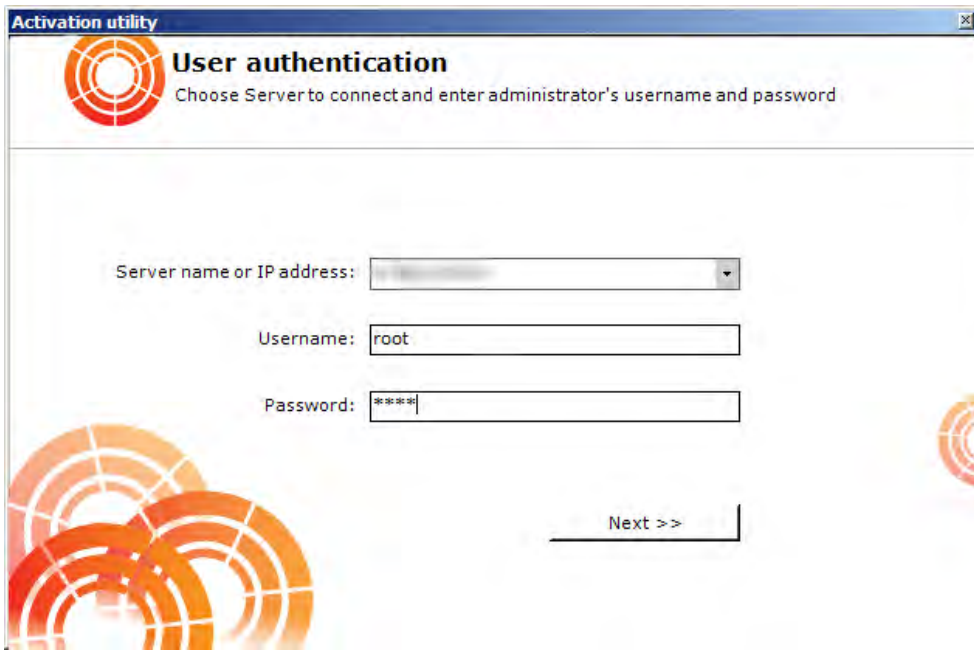 Activation utility
User authentication
Choose Server to connect and enter administrator's username and password
Server name or IP address:
Username: root
Password: ****
Next >>